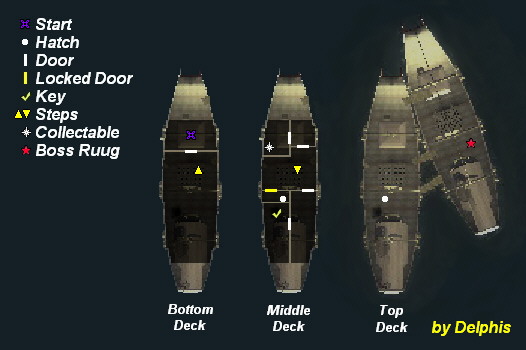 Start
Hatch
Door
Locked Door
Key
Steps
Collectable
Boss Ruug
Bottom
Deck
Middle
Deck
Top
Deck
by Delphis